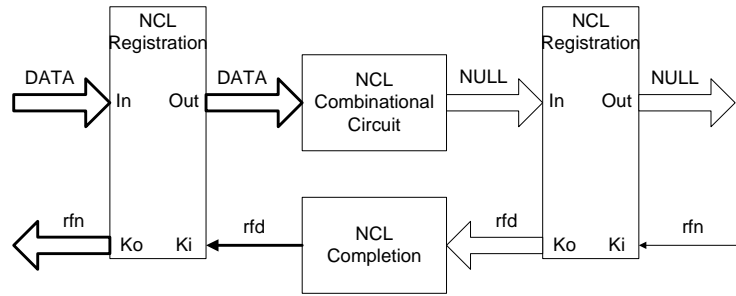 NCL
Registration
NCL
Registration
DATA
DATA
NULL
NULL
In
Out
NCL
Combinational
Circuit
In
Out
rfn
rfd
rfd
rfn
Ko
Ki
NCL
Completion
Ko
Ki